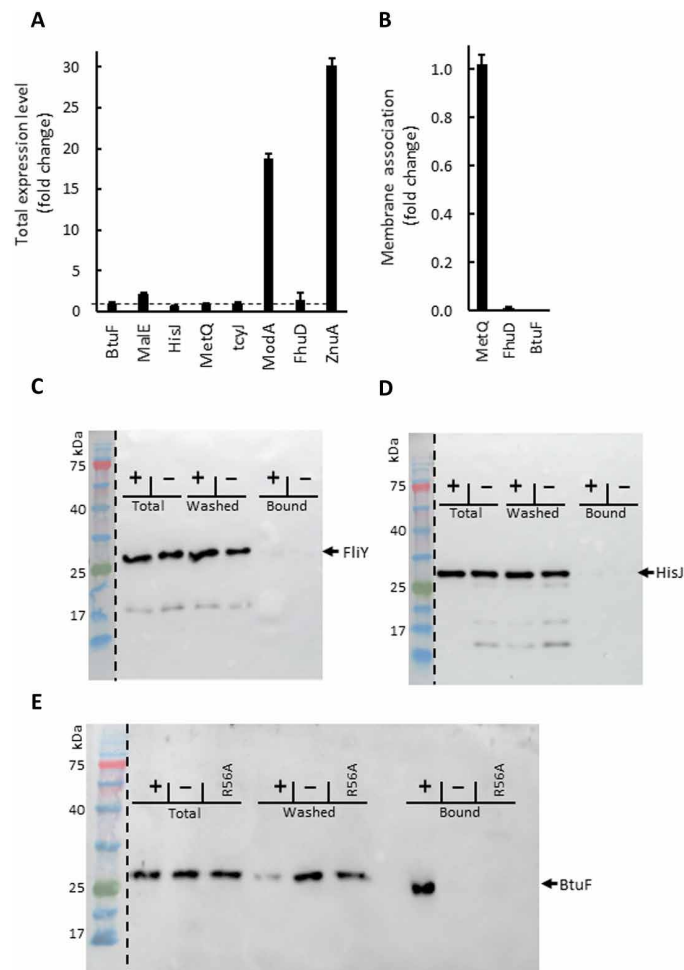 A
Total expression level
(fold change)
30
20
10
5
0
BtuF
MalE
HisJ
MetQ
tcyJ
ModA
FhuD
ZnuA
B
Membrane association
(fold change)
1.0
0.8
0.6
0.4
0.2
0.0
MetQ
FhuD
BtuF
C
kDa
75
40
25
17
+ − + −
Total Washed Bound
FliY
D
kDa
75
40
25
17
+ − + − + −
Total Washed Bound
HisJ
E
kDa
75
40
25
17
+ − R56A + − R56A + − R56A
Total Washed Bound
BtuF